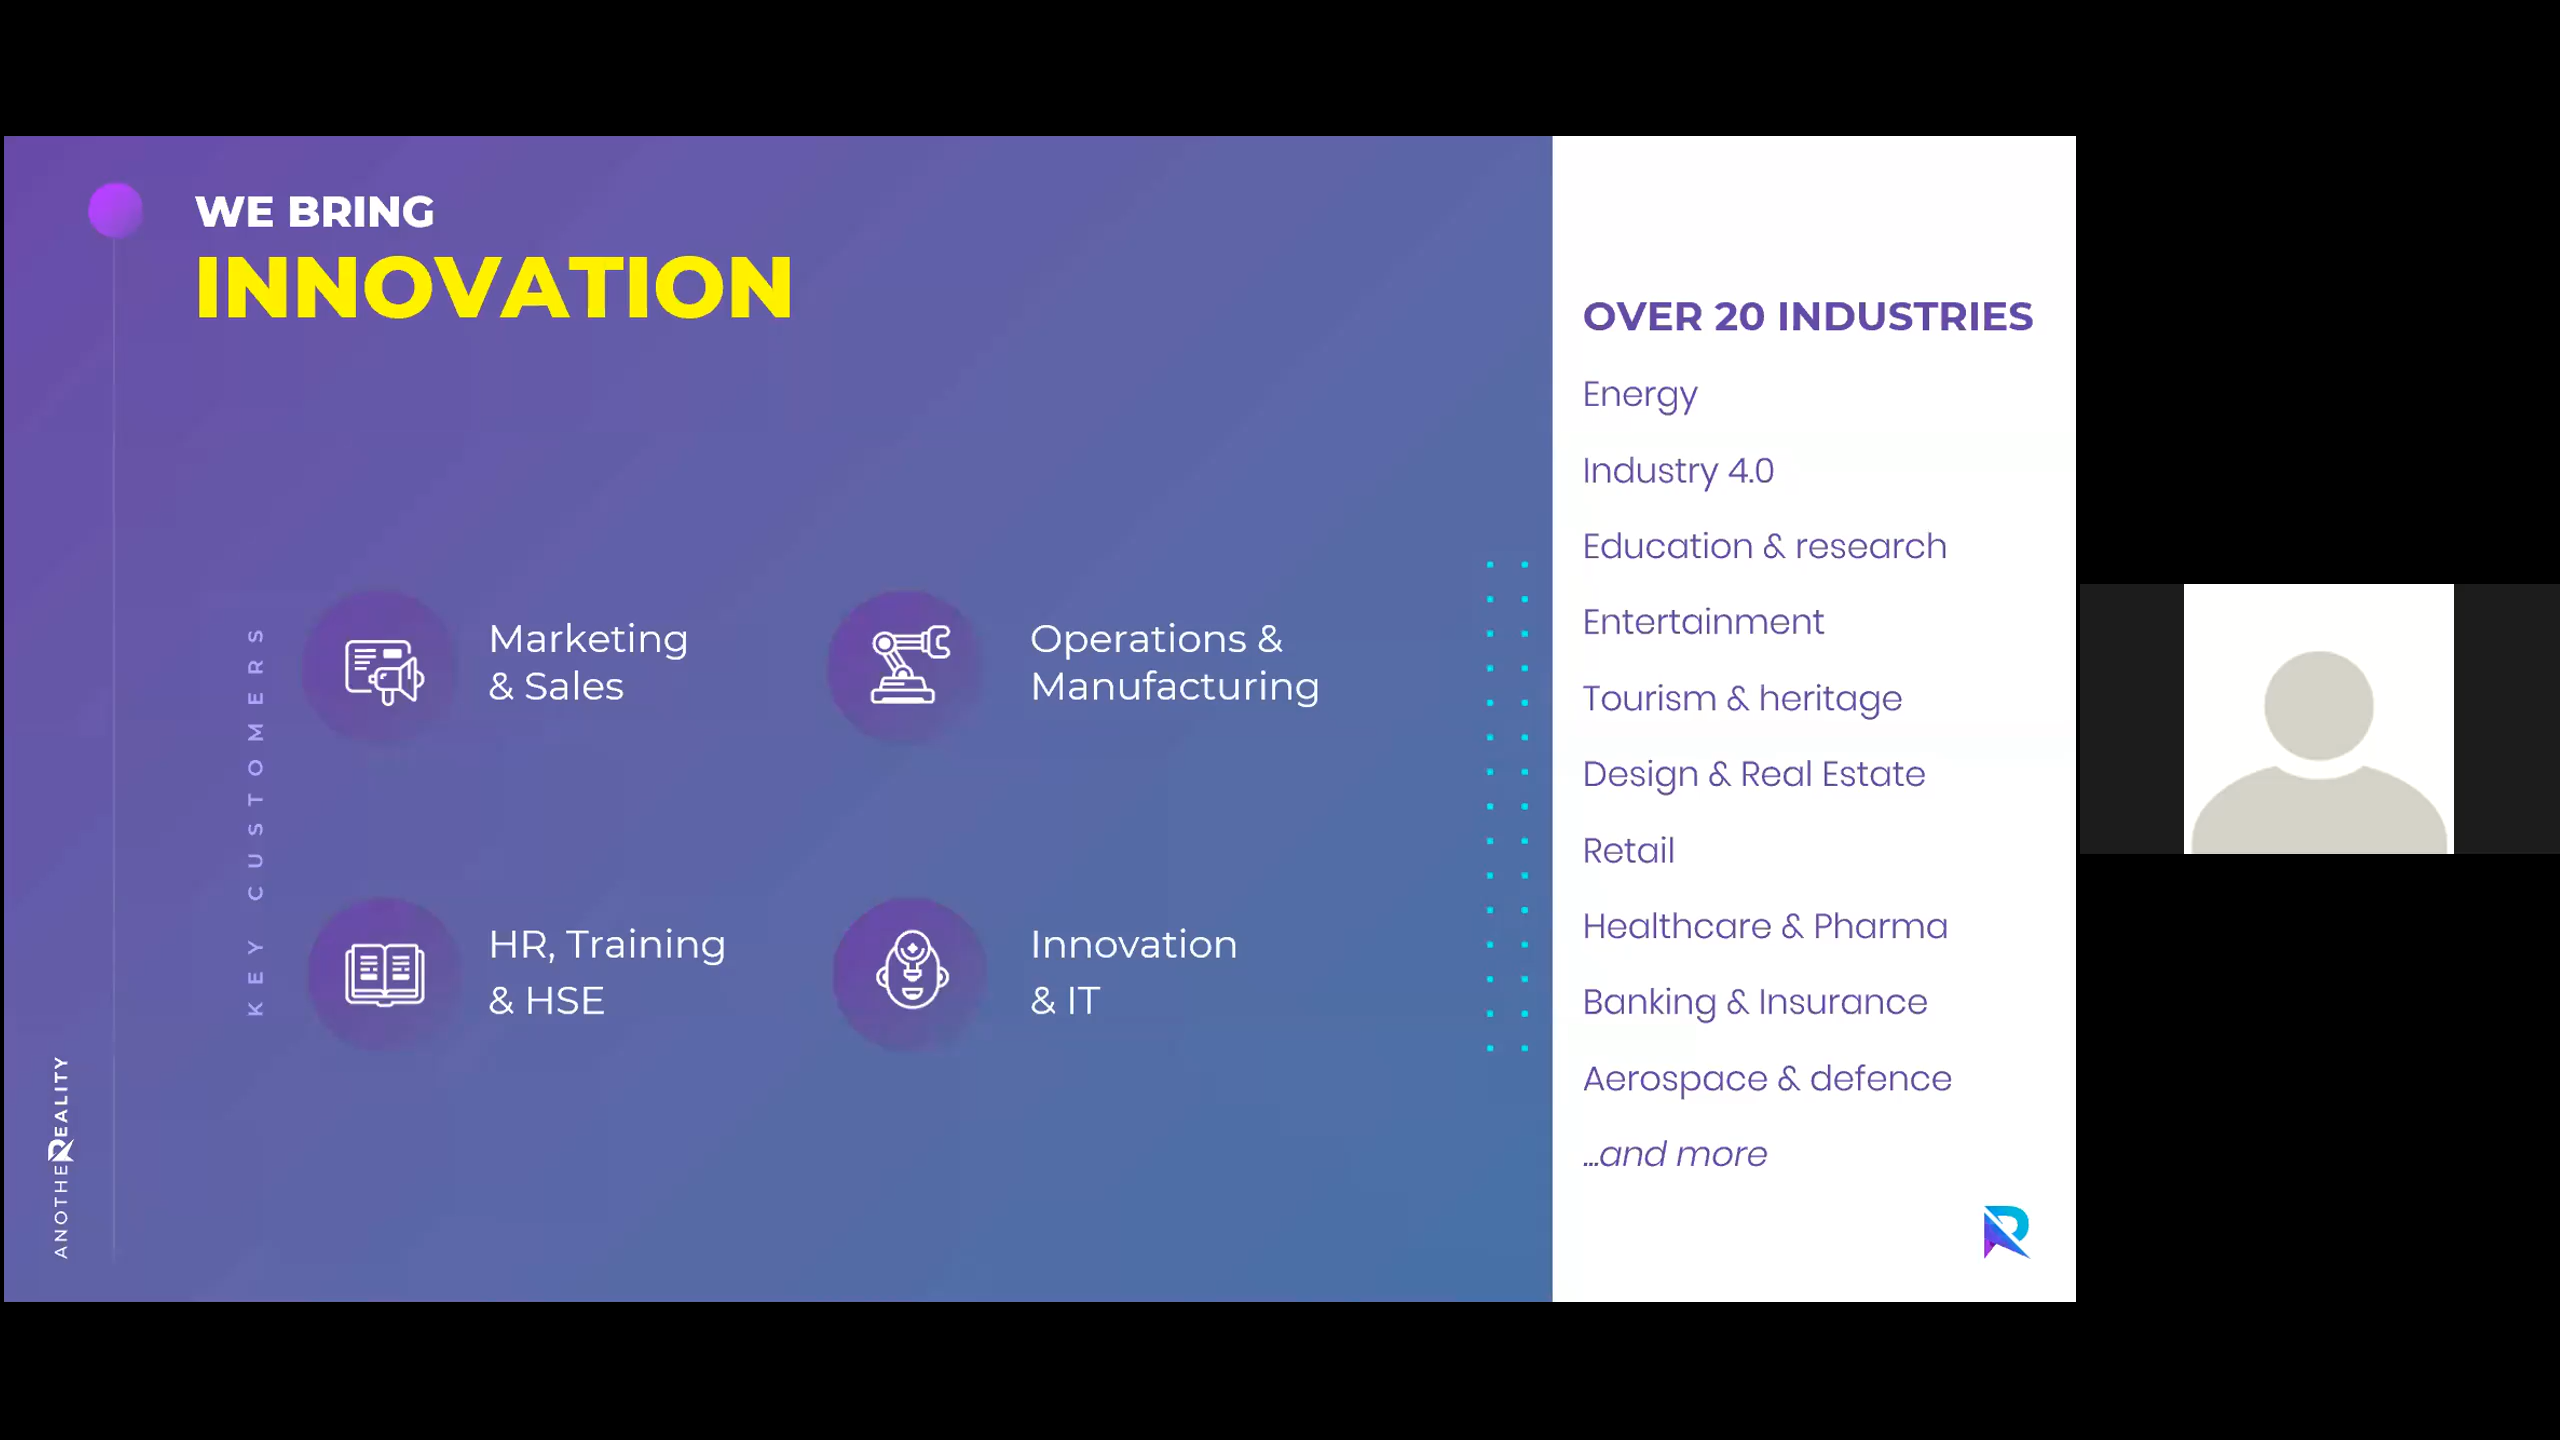 WE BRING
INNOVATION
KEY CUSTOMERS
Marketing
& Sales
Operations &
Manufacturing
HR, Training
& HSE
Innovation
& IT
ANOTHEREALITY
OVER 20 INDUSTRIES
Energy
Industry 4.0
Education & research
Entertainment
Tourism & heritage
Design & Real Estate
Retail
Healthcare & Pharma
Banking & Insurance
Aerospace & defence
...and more
R